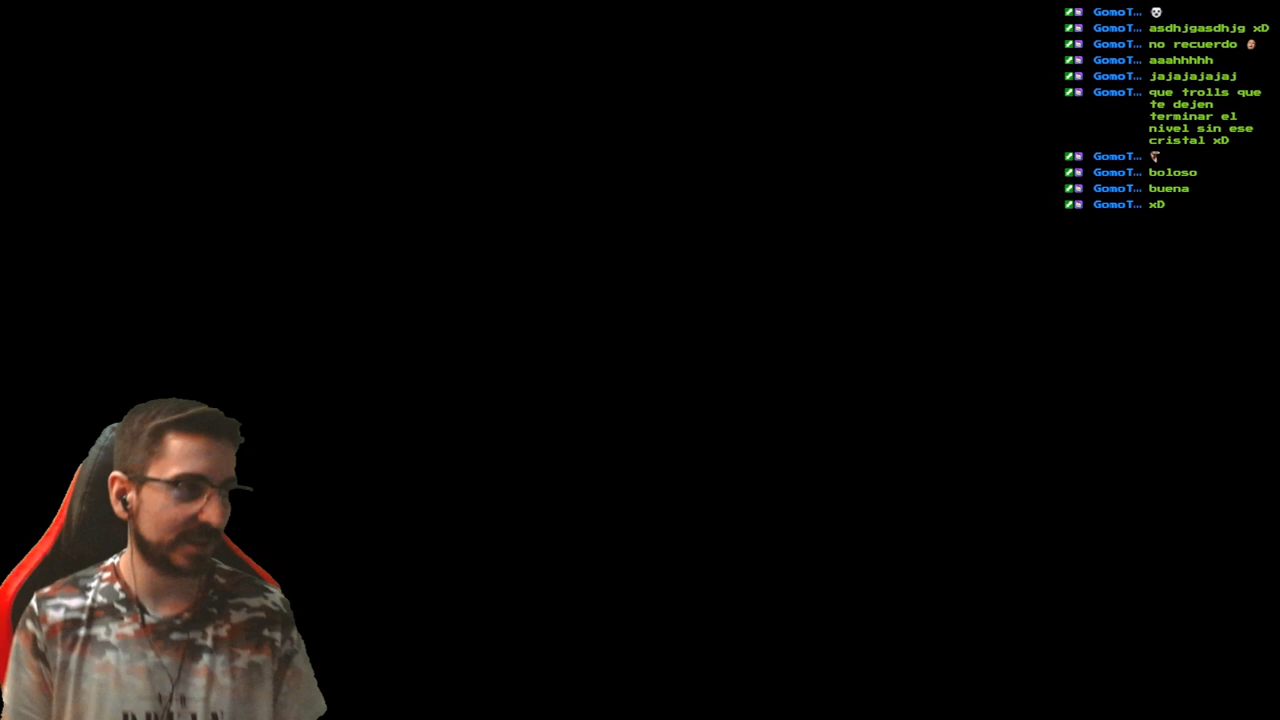 GomoT...
GomoT... asdhjgasdhjg xD
GomoT... no recuerdo
GomoT... aaahhhhh
GomoT... jajajajajaj
GomoT... que trolls que
te dejen
terminar el
nivel sin ese
cristal xD
GomoT...
GomoT... boloso
GomoT... buena
GomoT... xD